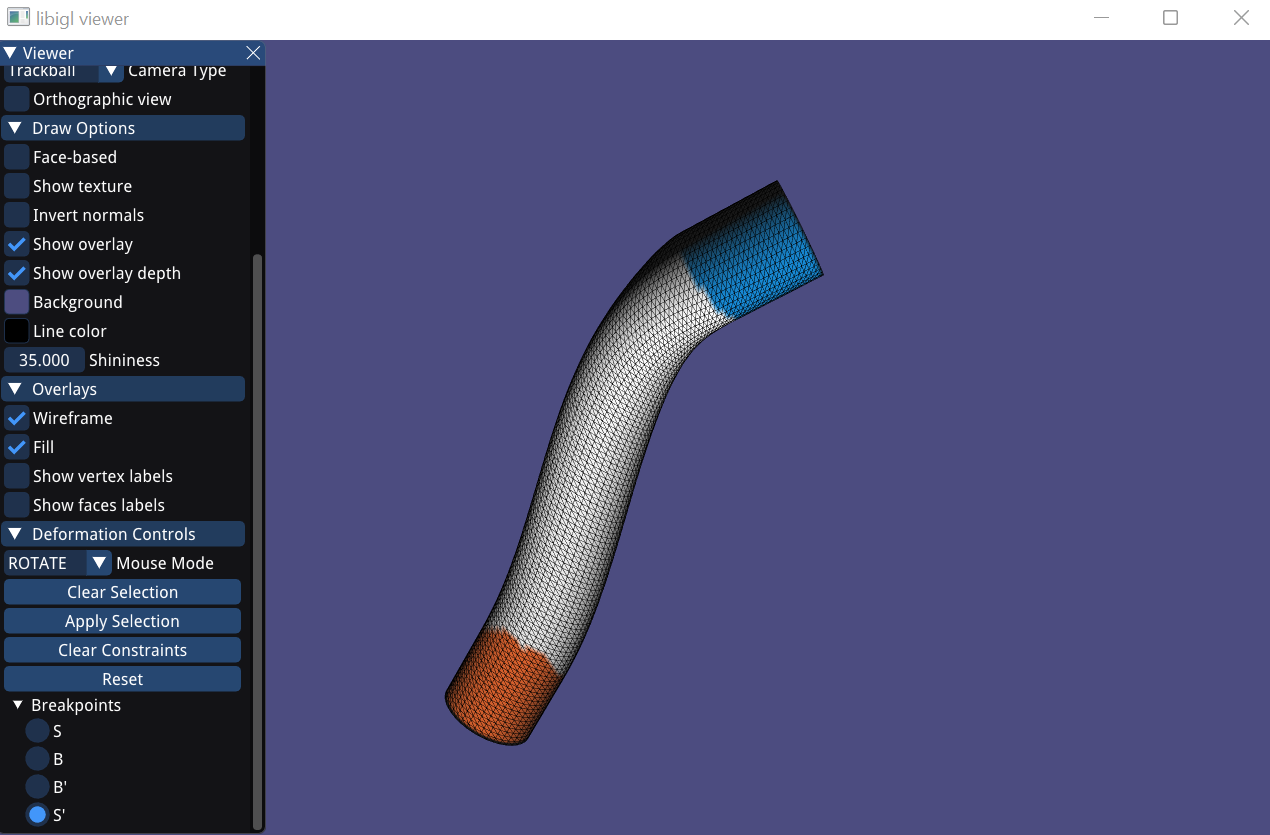 libigl viewer
Viewer
Trackball Camera Type
Orthographic view
Draw Options
Face-based
Show texture
Invert normals
Show overlay
Show overlay depth
Background
Line color
35.000 Shininess
Overlays
Wireframe
Fill
Show vertex labels
Show faces labels
Deformation Controls
ROTATE Mouse Mode
Clear Selection
Apply Selection
Clear Constraints
Reset
Breakpoints
S
B
B'
S'